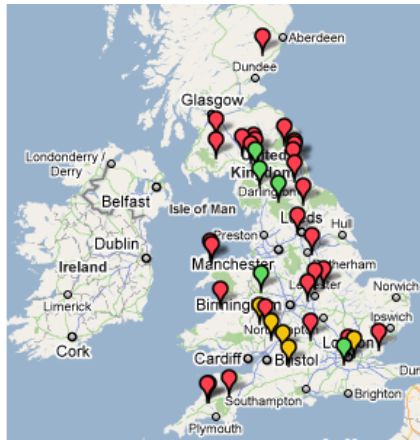 Aberdeen
Dundee
Glasgow
Londonderry /
Derry
United
Kingdom
Belfast
Darlington
Isle of Man
Leeds
Preston
Hull
Dublin
Manchester
Ireland
Norwich
Limerick
Birmingham
Ipswich
Cork
Cardiff
Bristol
London
Southampton
Brighton
Plymouth